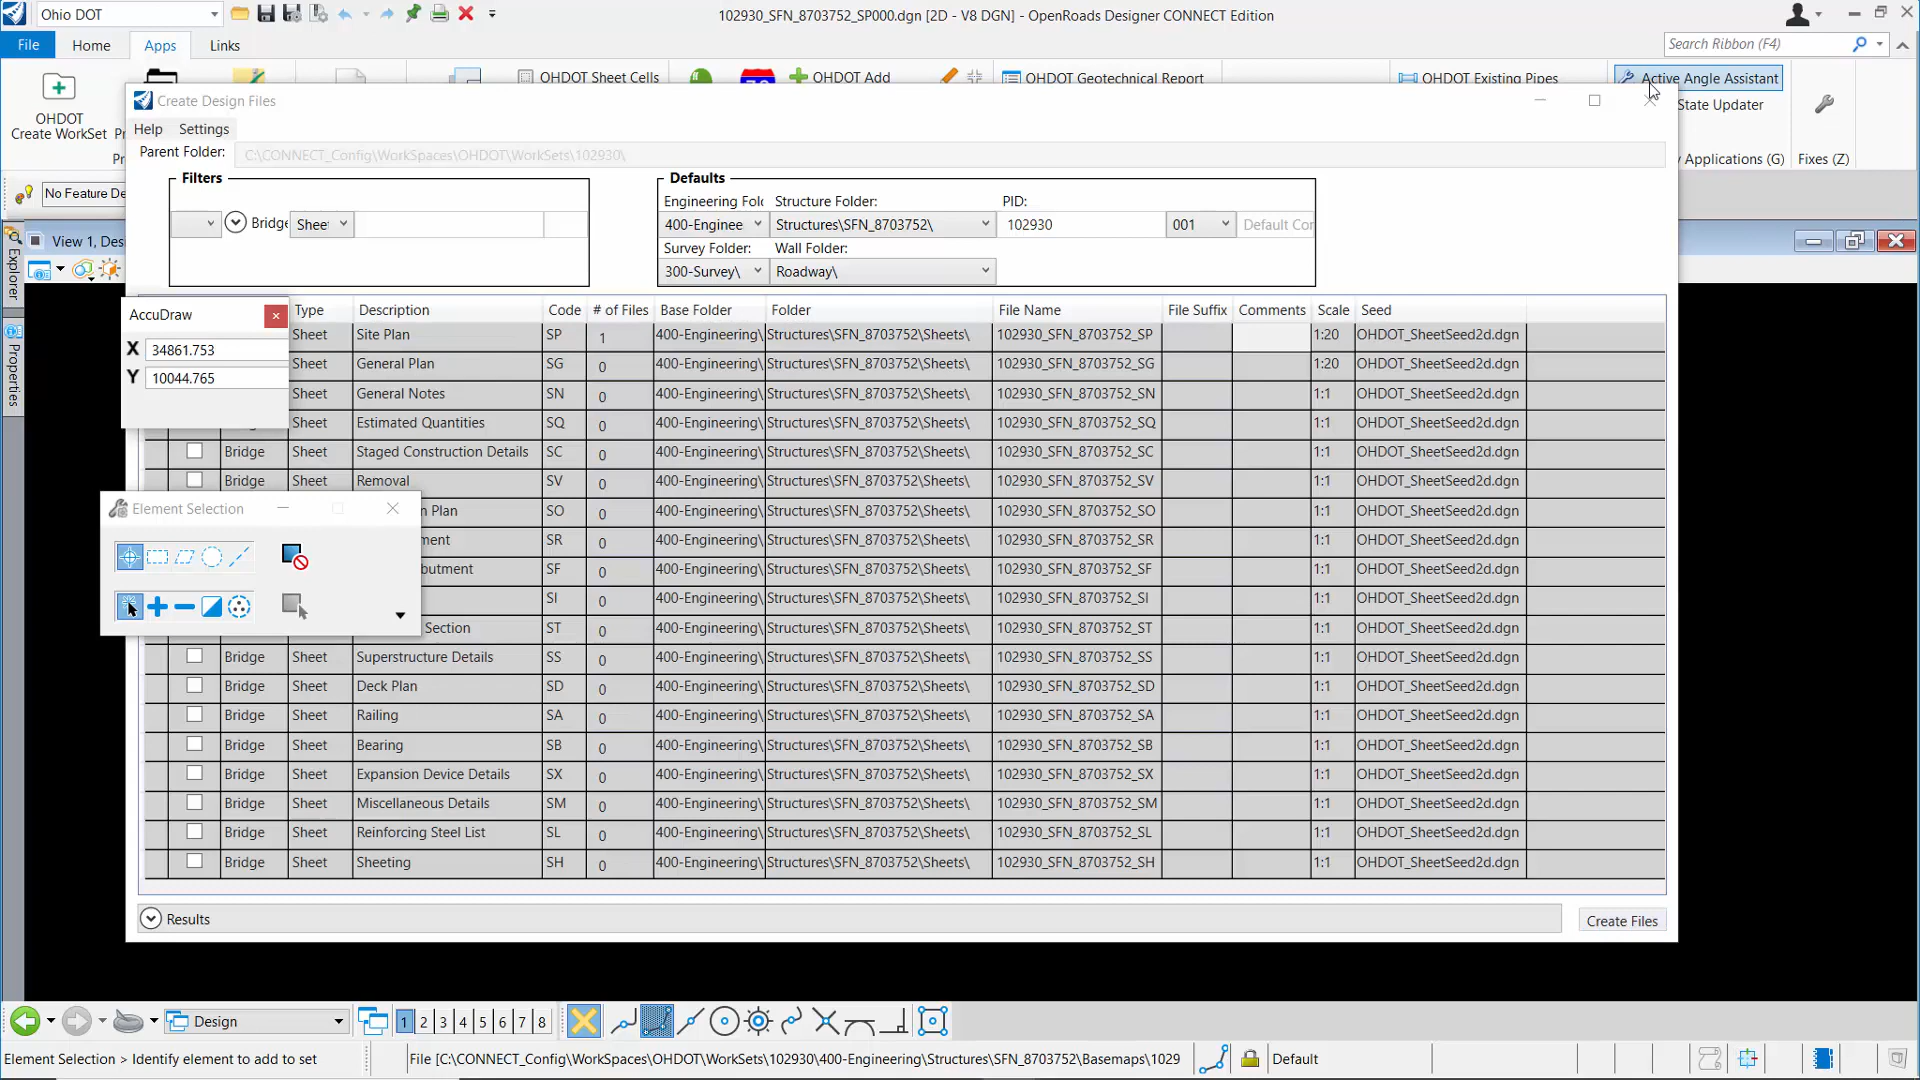 Ohio DOT
102930_SFN_8703752_SP000.dgn [2D - V8 DGN] - OpenRoads Designer CONNECT Edition
File
Home
Apps
Links
Search Ribbon (F4)
OHDOT
Create WorkSet
OHDOT Sheet Cells
OHDOT Add
OHDOT Geotechnical Report
OHDOT Existing Pipes
Active Angle Assistant
State Updater
Applications (G)
Fixes (Z)
No Feature De
View 1, Des
Explorer
Properties
Create Design Files
Help
Settings
Parent Folder:
C:\CONNECT_Config\WorkSpaces\OHDOT\WorkSets\102930\
Filters
Bridge
Sheet
Defaults
Engineering Fold
Structure Folder:
PID:
400-Enginee
Structures\SFN_8703752\
102930
001
Default Cor
Survey Folder:
Wall Folder:
300-Survey\
Roadway\
Type Description Code # of Files Base Folder Folder File Name File Suffix Comments Scale Seed
Sheet Site Plan SP 1 400-Engineering\ Structures\SFN_8703752\Sheets\ 102930_SFN_8703752_SP 1:20 OHDOT_SheetSeed2d.dgn
Sheet General Plan SG 0 400-Engineering\ Structures\SFN_8703752\Sheets\ 102930_SFN_8703752_SG 1:20 OHDOT_SheetSeed2d.dgn
Sheet General Notes SN 0 400-Engineering\ Structures\SFN_8703752\Sheets\ 102930_SFN_8703752_SN 1:1 OHDOT_SheetSeed2d.dgn
Sheet Estimated Quantities SQ 0 400-Engineering\ Structures\SFN_8703752\Sheets\ 102930_SFN_8703752_SQ 1:1 OHDOT_SheetSeed2d.dgn
Bridge Sheet Staged Construction Details SC 0 400-Engineering\ Structures\SFN_8703752\Sheets\ 102930_SFN_8703752_SC 1:1 OHDOT_SheetSeed2d.dgn
Bridge Sheet Removal SV 0 400-Engineering\ Structures\SFN_8703752\Sheets\ 102930_SFN_8703752_SV 1:1 OHDOT_SheetSeed2d.dgn
n Plan SO 0 400-Engineering\ Structures\SFN_8703752\Sheets\ 102930_SFN_8703752_SO 1:1 OHDOT_SheetSeed2d.dgn
ment SR 0 400-Engineering\ Structures\SFN_8703752\Sheets\ 102930_SFN_8703752_SR 1:1 OHDOT_SheetSeed2d.dgn
butment SF 0 400-Engineering\ Structures\SFN_8703752\Sheets\ 102930_SFN_8703752_SF 1:1 OHDOT_SheetSeed2d.dgn
SI 0 400-Engineering\ Structures\SFN_8703752\Sheets\ 102930_SFN_8703752_SI 1:1 OHDOT_SheetSeed2d.dgn
Section ST 0 400-Engineering\ Structures\SFN_8703752\Sheets\ 102930_SFN_8703752_ST 1:1 OHDOT_SheetSeed2d.dgn
Bridge Sheet Superstructure Details SS 0 400-Engineering\ Structures\SFN_8703752\Sheets\ 102930_SFN_8703752_SS 1:1 OHDOT_SheetSeed2d.dgn
Bridge Sheet Deck Plan SD 0 400-Engineering\ Structures\SFN_8703752\Sheets\ 102930_SFN_8703752_SD 1:1 OHDOT_SheetSeed2d.dgn
Bridge Sheet Railing SA 0 400-Engineering\ Structures\SFN_8703752\Sheets\ 102930_SFN_8703752_SA 1:1 OHDOT_SheetSeed2d.dgn
Bridge Sheet Bearing SB 0 400-Engineering\ Structures\SFN_8703752\Sheets\ 102930_SFN_8703752_SB 1:1 OHDOT_SheetSeed2d.dgn
Bridge Sheet Expansion Device Details SX 0 400-Engineering\ Structures\SFN_8703752\Sheets\ 102930_SFN_8703752_SX 1:1 OHDOT_SheetSeed2d.dgn
Bridge Sheet Miscellaneous Details SM 0 400-Engineering\ Structures\SFN_8703752\Sheets\ 102930_SFN_8703752_SM 1:1 OHDOT_SheetSeed2d.dgn
Bridge Sheet Reinforcing Steel List SL 0 400-Engineering\ Structures\SFN_8703752\Sheets\ 102930_SFN_8703752_SL 1:1 OHDOT_SheetSeed2d.dgn
Bridge Sheet Sheeting SH 0 400-Engineering\ Structures\SFN_8703752\Sheets\ 102930_SFN_8703752_SH 1:1 OHDOT_SheetSeed2d.dgn
AccuDraw
X 34861.753
Y 10044.765
Element Selection
Results
Create Files
Design
1 2 3 4 5 6 7 8
Element Selection > Identify element to add to set
File [C:\CONNECT_Config\WorkSpaces\OHDOT\WorkSets\102930\400-Engineering\Structures\SFN_8703752\Basemaps\1029
Default